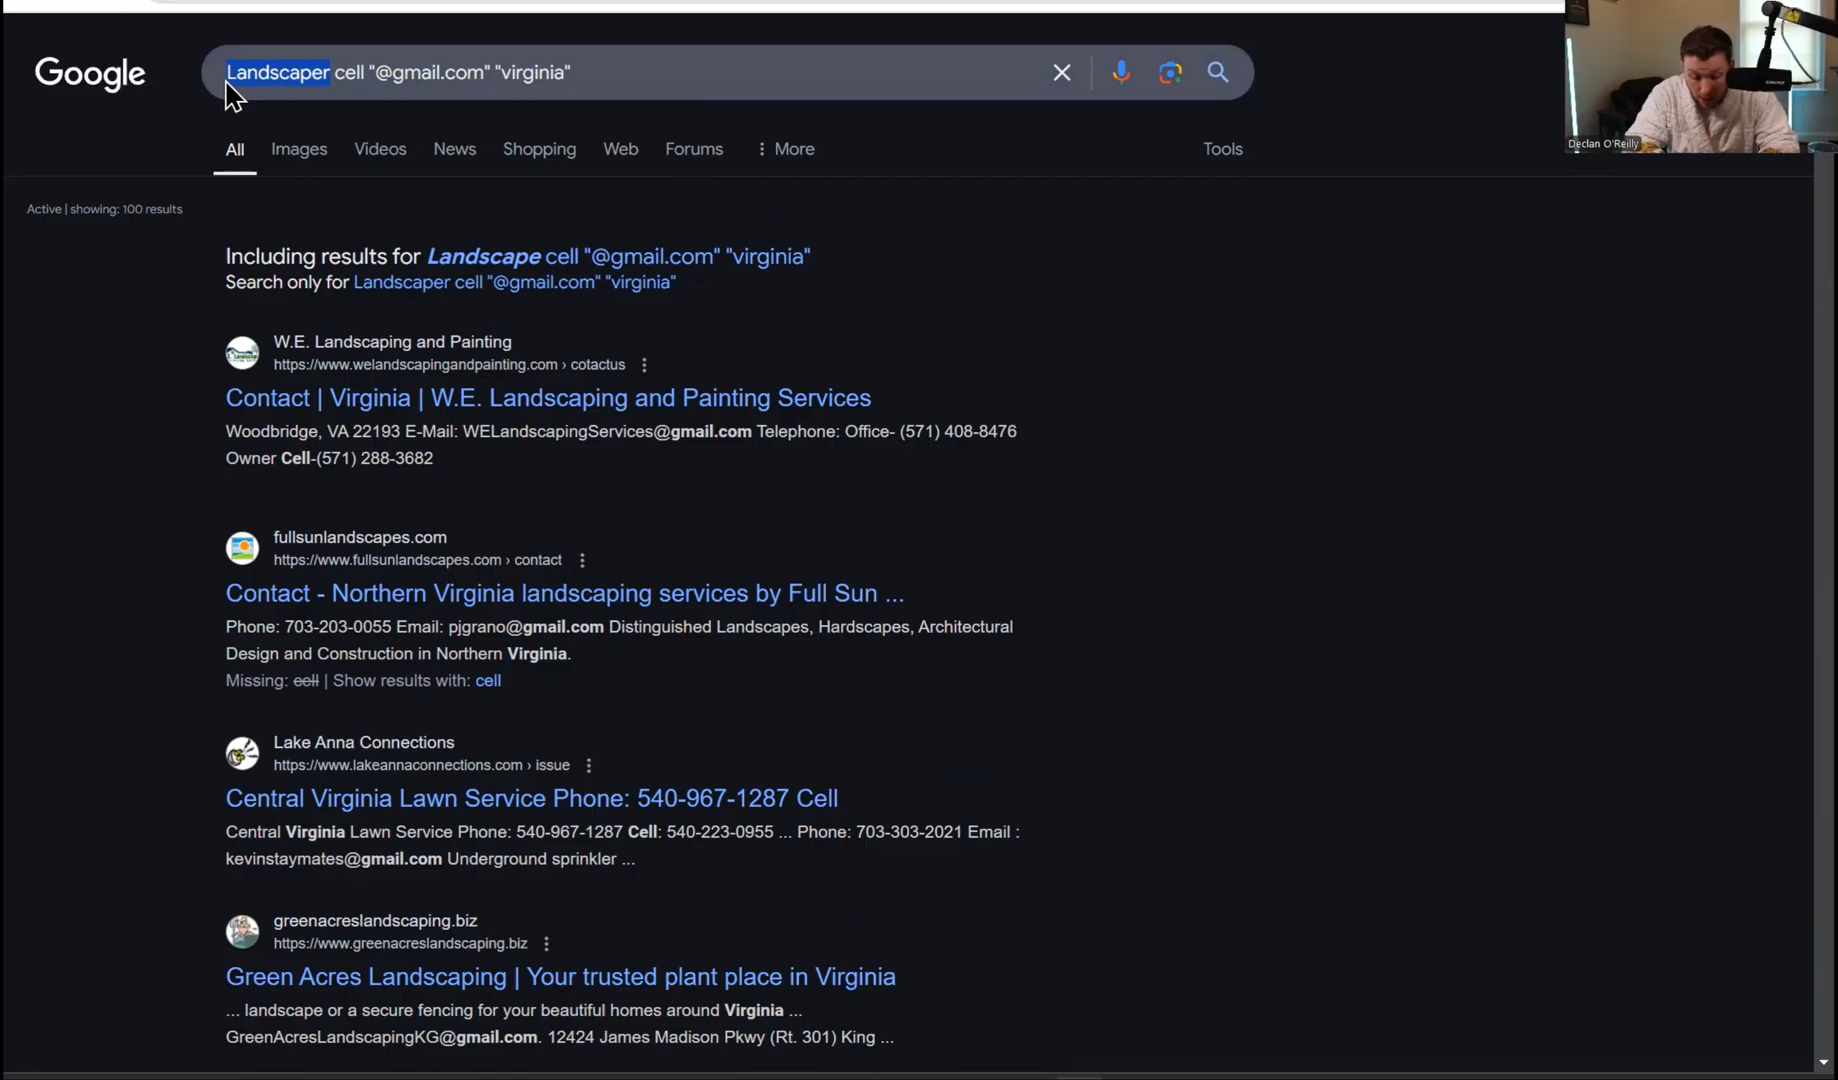 Google
Landscaper cell "@gmail.com" "virginia"
Declan O'Reilly
All
Images
Videos
News
Shopping
Web
Forums
More
Tools
Active | showing: 100 results
Including results for Landscape cell "@gmail.com" "virginia"
Search only for Landscaper cell "@gmail.com" "virginia"
W.E. Landscaping and Painting
https://www.welandscapingandpainting.com › cotactus
Contact | Virginia | W.E. Landscaping and Painting Services
Woodbridge, VA 22193 E-Mail: WELandscapingServices@gmail.com Telephone: Office- (571) 408-8476
Owner Cell-(571) 288-3682
fullsunlandscapes.com
https://www.fullsunlandscapes.com › contact
Contact - Northern Virginia landscaping services by Full Sun ...
Phone: 703-203-0055 Email: pjgrano@gmail.com Distinguished Landscapes, Hardscapes, Architectural
Design and Construction in Northern Virginia.
Missing: cell | Show results with: cell
Lake Anna Connections
https://www.lakeannaconnections.com › issue
Central Virginia Lawn Service Phone: 540-967-1287 Cell
Central Virginia Lawn Service Phone: 540-967-1287 Cell: 540-223-0955 ... Phone: 703-303-2021 Email :
kevinstaymates@gmail.com Underground sprinkler ...
greenacreslandscaping.biz
https://www.greenacreslandscaping.biz
Green Acres Landscaping | Your trusted plant place in Virginia
... landscape or a secure fencing for your beautiful homes around Virginia ...
GreenAcresLandscapingKG@gmail.com. 12424 James Madison Pkwy (Rt. 301) King ...